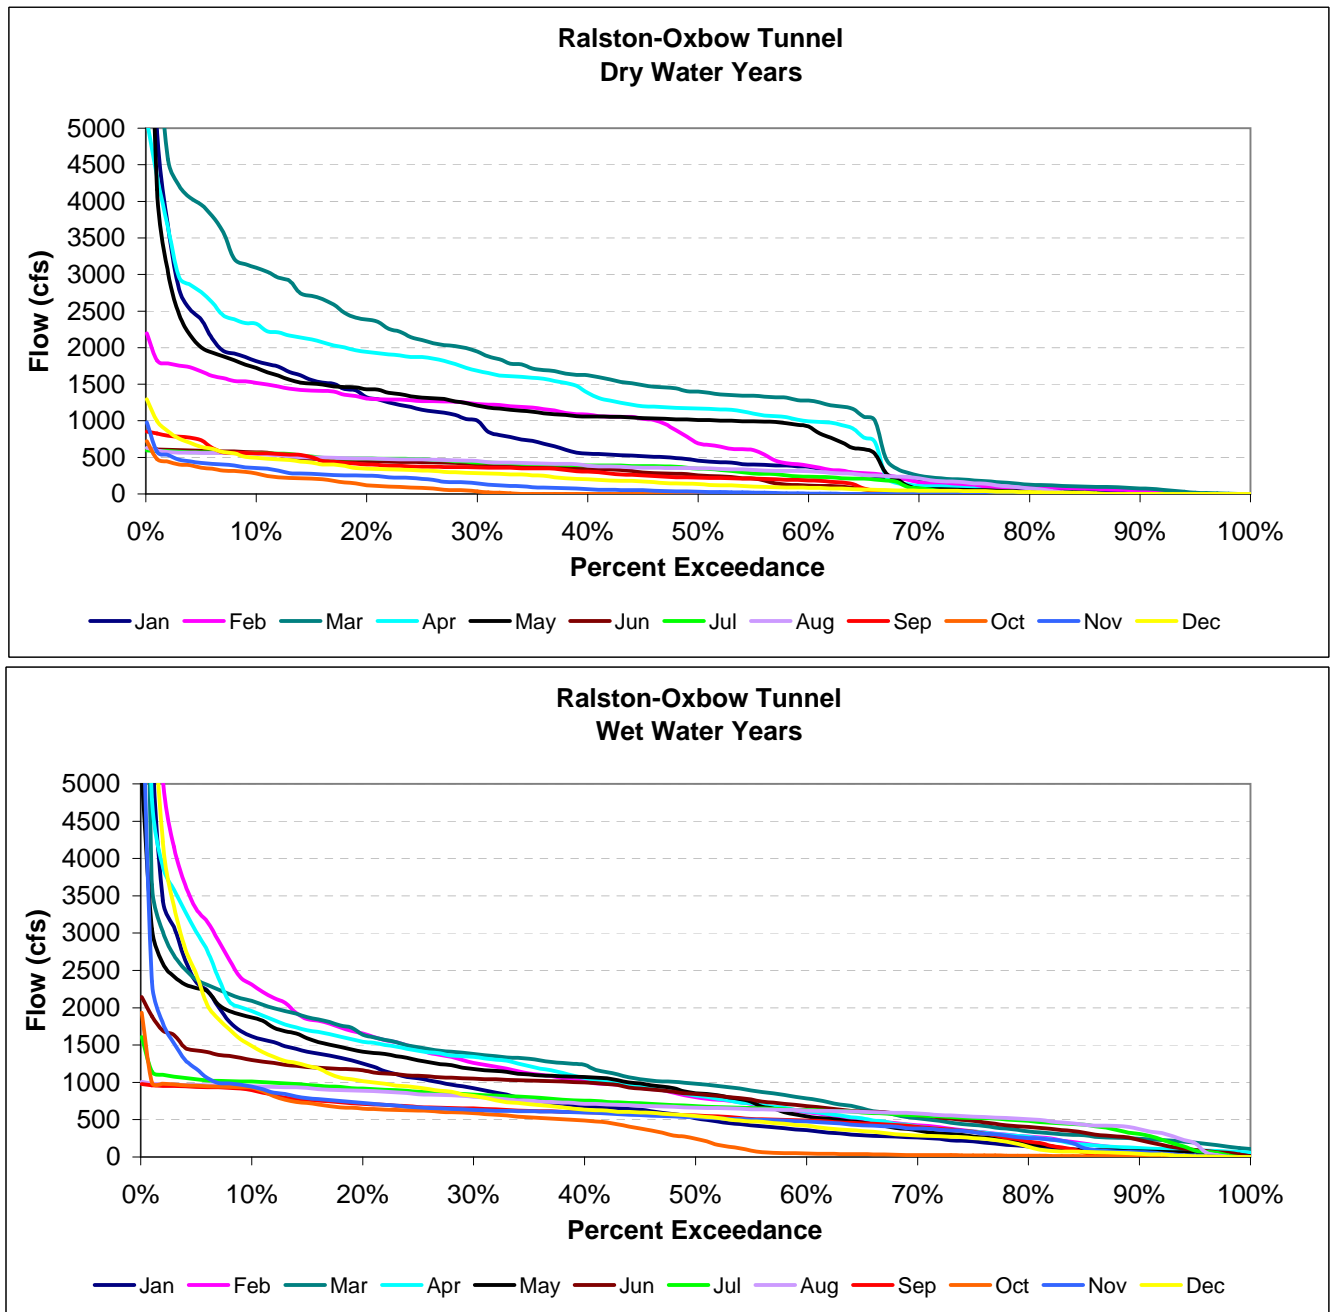 Ralston-Oxbow Tunnel
Dry Water Years
5000
4500
4000
3500
3000
2500
2000
1500
1000
500
0
Flow (cfs)
0% 10% 20% 30% 40% 50% 60% 70% 80% 90% 100%
Percent Exceedance
Jan Feb Mar Apr May Jun Jul Aug Sep Oct Nov Dec
Ralston-Oxbow Tunnel
Wet Water Years
5000
4500
4000
3500
3000
2500
2000
1500
1000
500
0
Flow (cfs)
0% 10% 20% 30% 40% 50% 60% 70% 80% 90% 100%
Percent Exceedance
Jan Feb Mar Apr May Jun Jul Aug Sep Oct Nov Dec